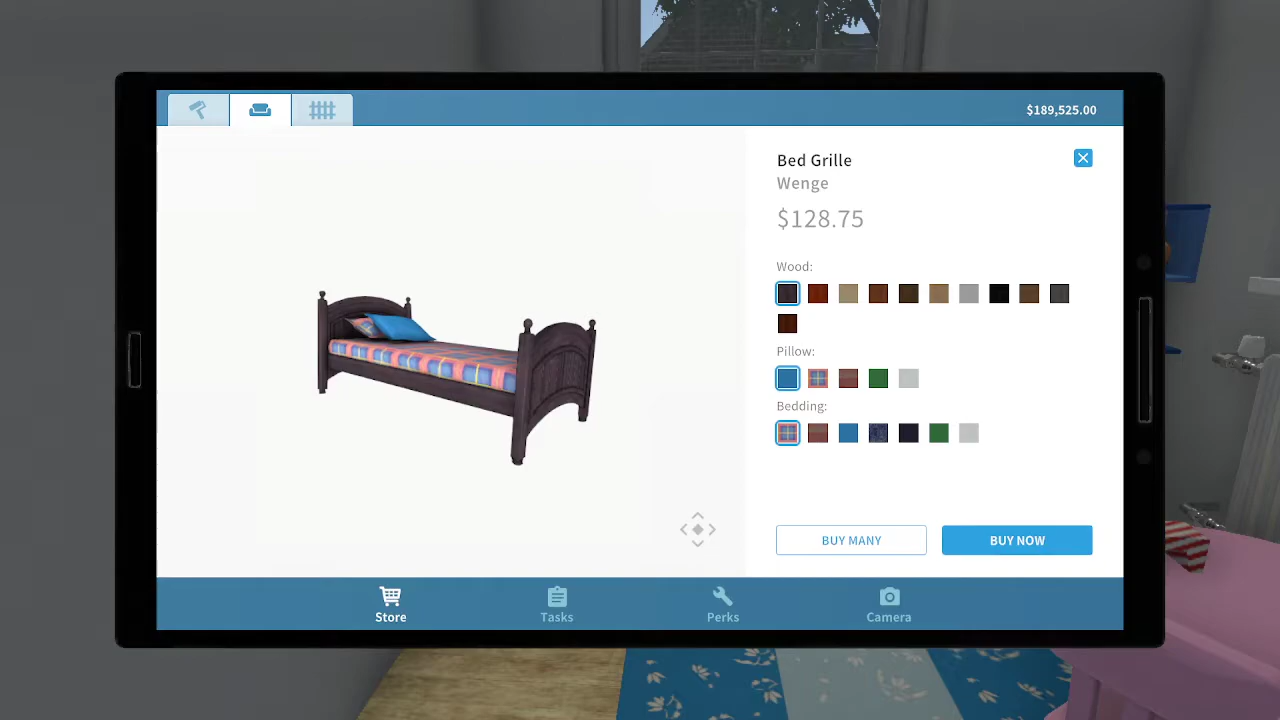 $189,525.00
Bed Grille
Wenge
$128.75
Wood:
Pillow:
Bedding:
BUY MANY
BUY NOW
Store
Tasks
Perks
Camera